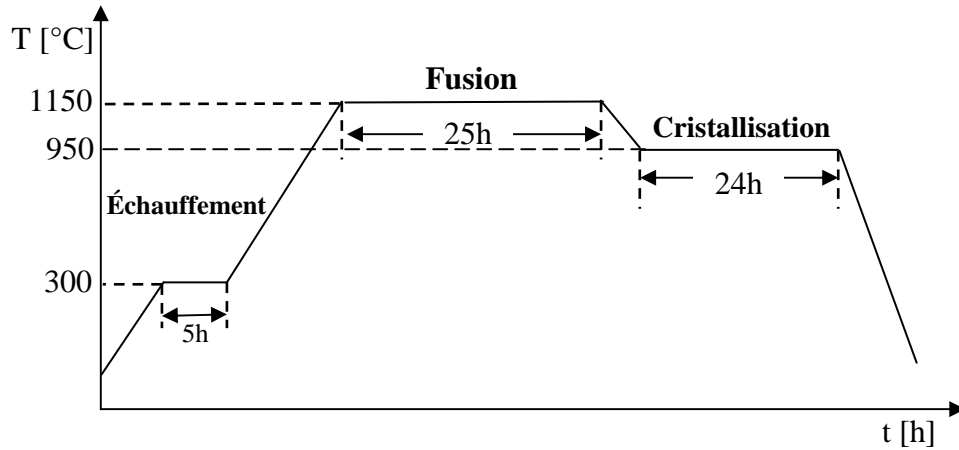 T [°C]
Fusion
1150
25h
Cristallisation
950
24h
Échauffement
300
5h
t [h]